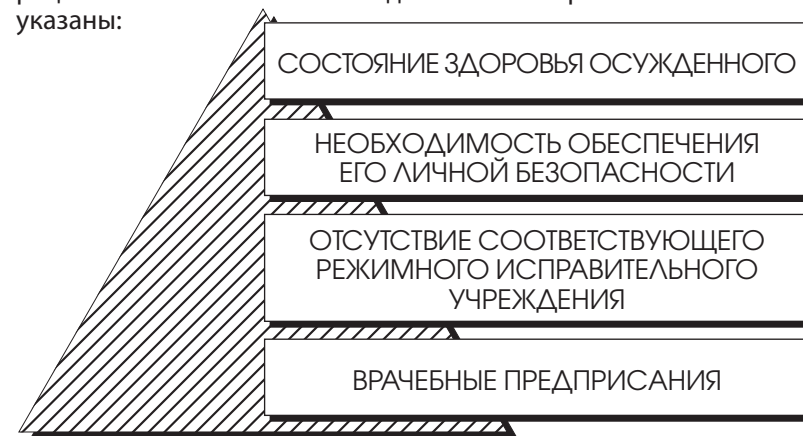 указаны:
СОСТОЯНИЕ ЗДОРОВЬЯ ОСУЖДЕННОГО
НЕОБХОДИМОСТЬ ОБЕСПЕЧЕНИЯ
ЕГО ЛИЧНОЙ БЕЗОПАСНОСТИ
ОТСУТСТВИЕ СООТВЕТСТВУЮЩЕГО
РЕЖИМНОГО ИСПРАВИТЕЛЬНОГО
УЧРЕЖДЕНИЯ
ВРАЧЕБНЫЕ ПРЕДПРИСАНИЯ